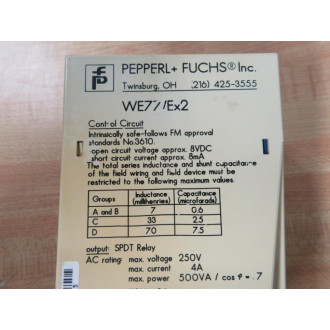 PEPPERL+ FUCHS® Inc.
Twinsburg, OH (216) 425-3555
WE77/Ex2
Control Circuit
Intrinsically safe-follows FM approval
standards No.3610.
open circuit voltage approx. 8VDC
short circuit current approx. 8mA
The total series inductance and shunt capacitance
of the field wiring and field device must be
restricted to the following maximum values.
Groups Inductance (millihenries) Capacitance (microfarads)
A and B 7 0.6
C 33 2.5
D 70 7.5
output: SPDT Relay
AC rating: max. voltage 250V
max. current 4A
max. power 500VA / cos φ = .7